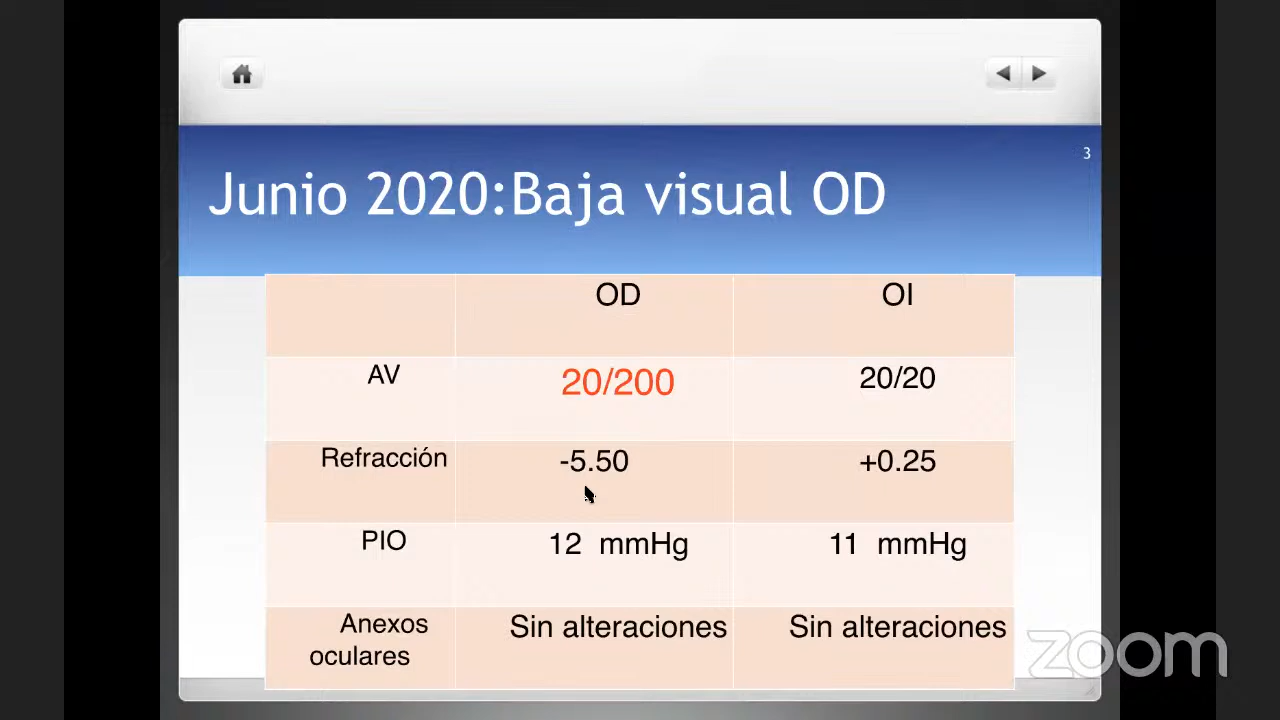 3
Junio 2020:Baja visual OD
OD OI
AV 20/200 20/20
Refracción -5.50 +0.25
PIO 12 mmHg 11 mmHg
Anexos oculares Sin alteraciones Sin alteraciones
zoom